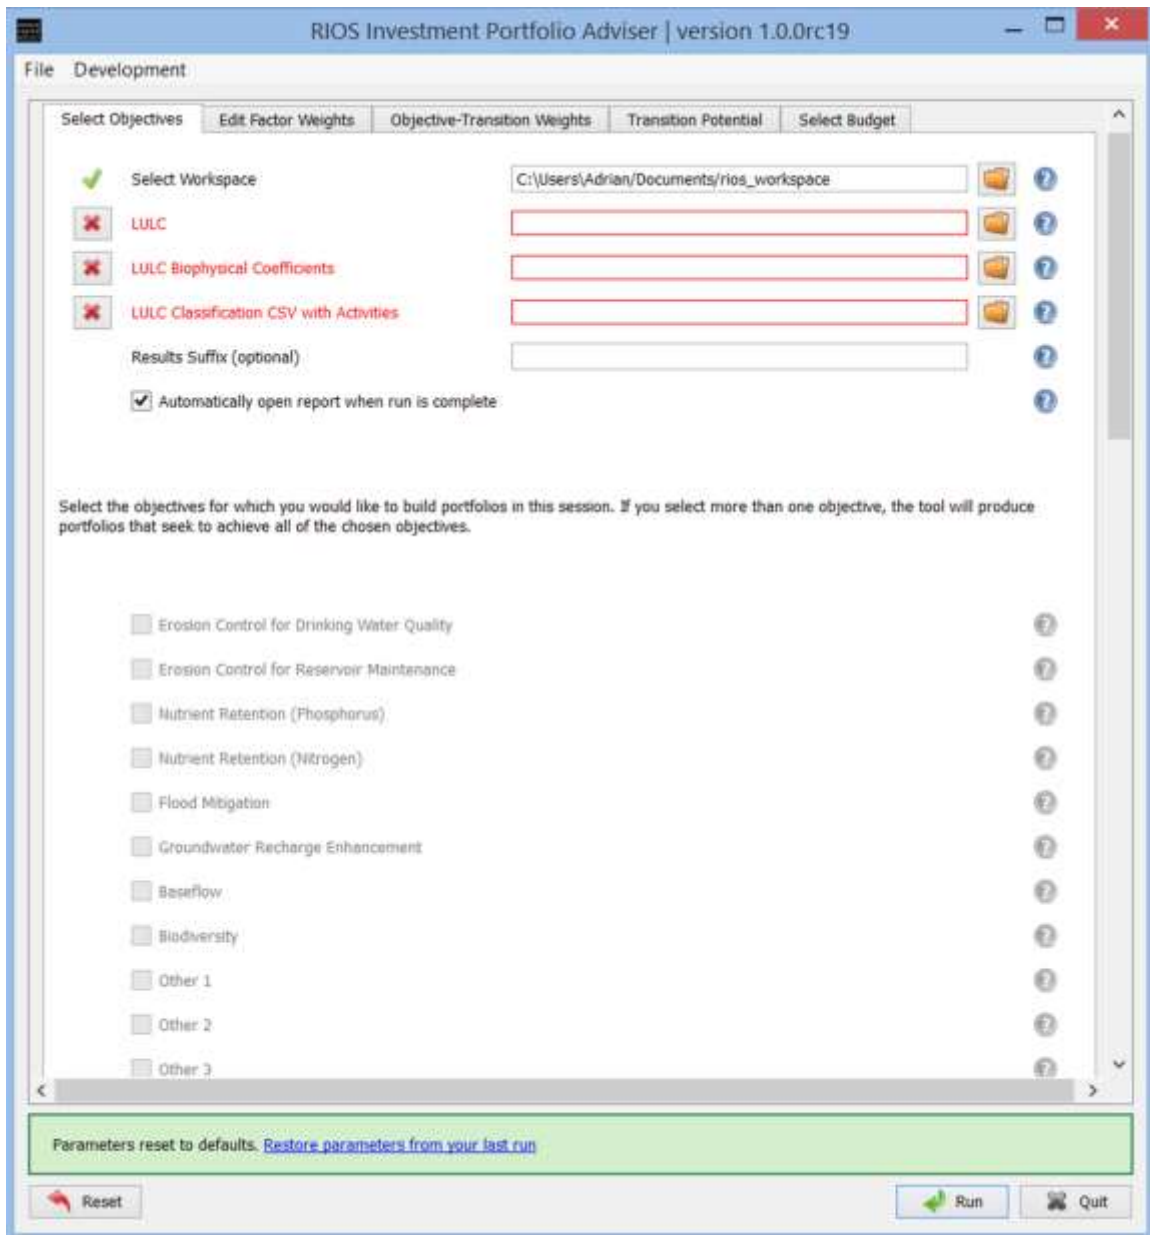 RIOS Investment Portfolio Adviser | version 1.0.0rc19
File Development
Select Objectives Edit Factor Weights Objective-Transition Weights Transition Potential Select Budget
Select Workspace C:\Users\Adrian/Documents/rios_workspace
LULC
LULC Biophysical Coefficients
LULC Classification CSV with Activities
Results Suffix (optional)
Automatically open report when run is complete
Select the objectives for which you would like to build portfolios in this session. If you select more than one objective, the tool will produce
portfolios that seek to achieve all of the chosen objectives.
Erosion Control for Drinking Water Quality
Erosion Control for Reservoir Maintenance
Nutrient Retention (Phosphorus)
Nutrient Retention (Nitrogen)
Flood Mitigation
Groundwater Recharge Enhancement
Baseflow
Biodiversity
Other 1
Other 2
Other 3
Parameters reset to defaults. Restore parameters from your last run
Reset Run Quit